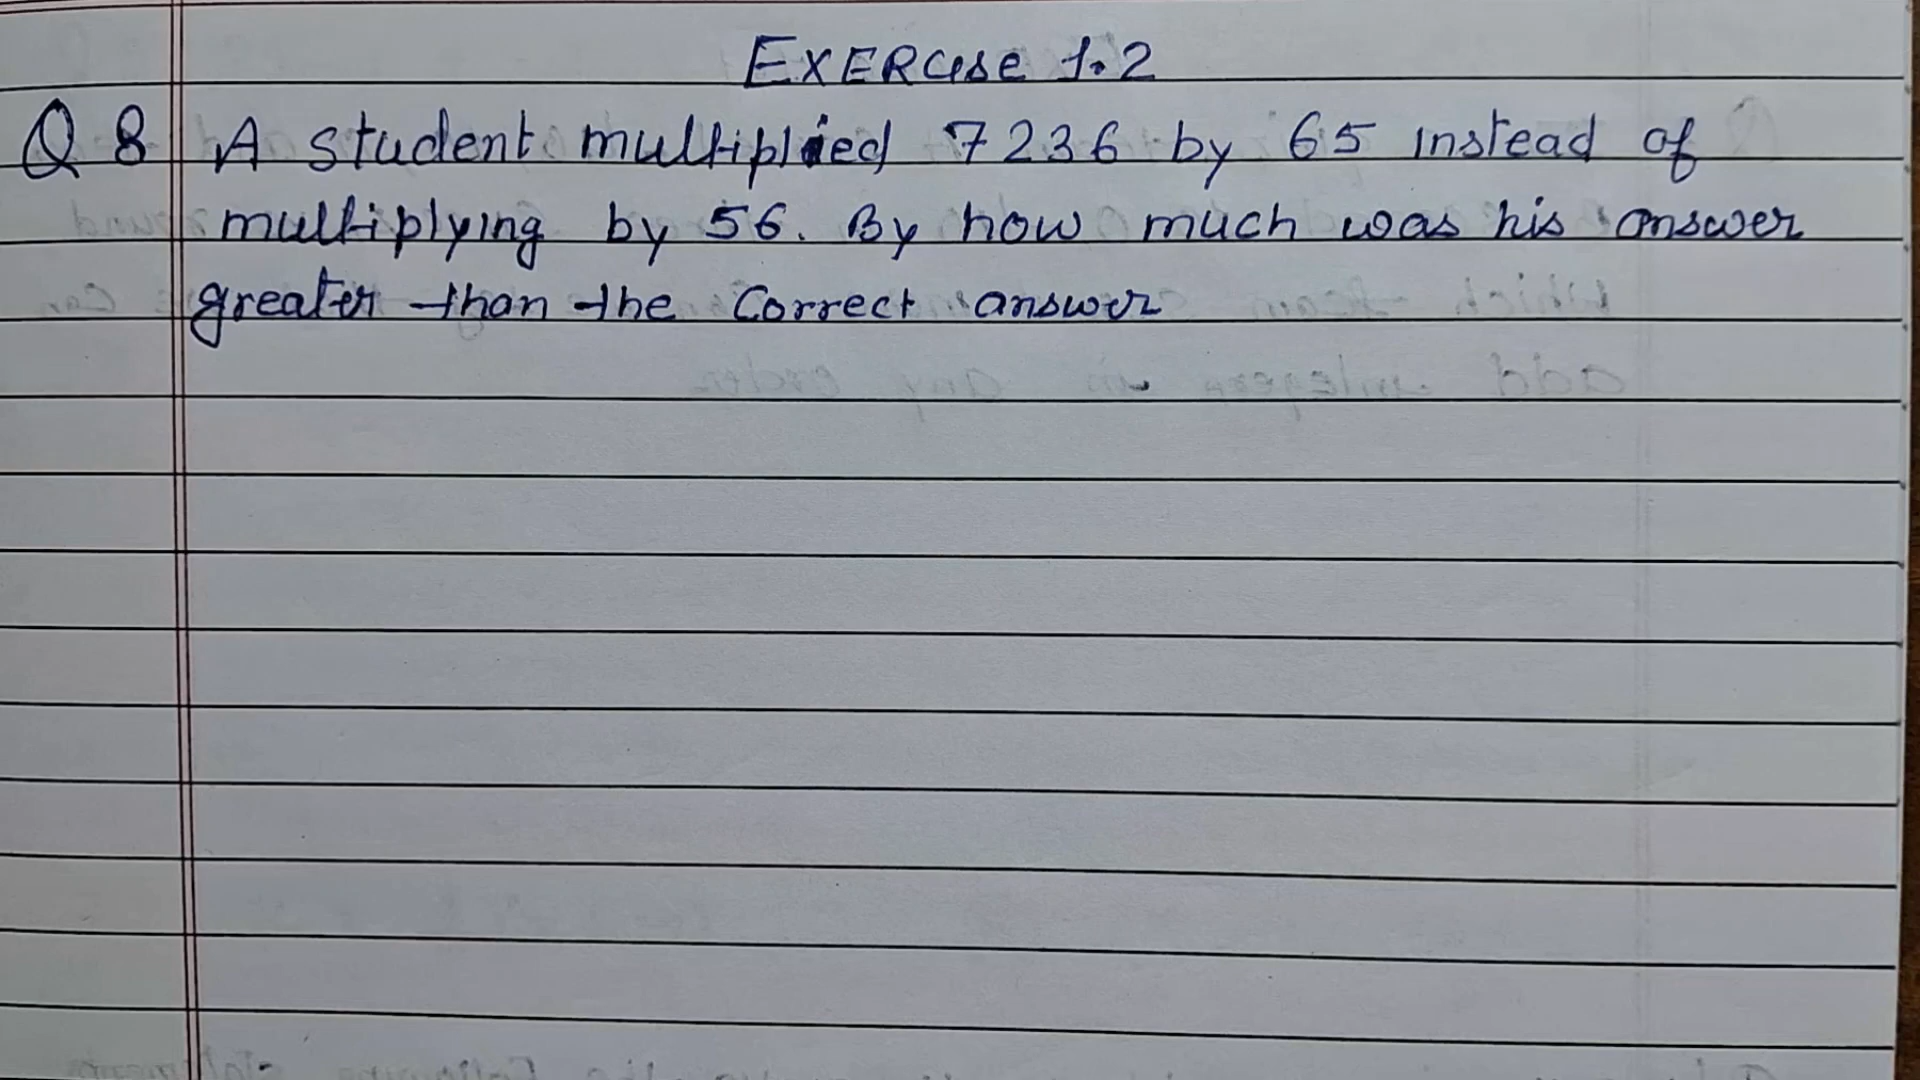 EXERCise 1.2
Q 8 A student multiplied 7236 by 65 instead of
multiplying by 56. By how much was his answer
greater than the Correct answer